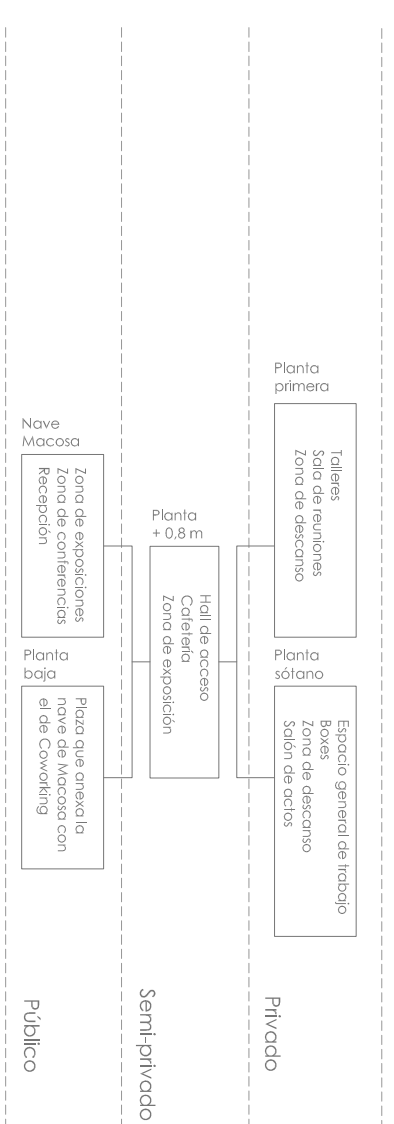 Planta
primera
Talleres
Sala de reuniones
Zona de descanso
Nave
Macosa
Zona de exposiciones
Zona de conferencias
Recepción
Planta
+ 0,8 m
Hall de acceso
Cafetería
Zona de exposición
Planta
baja
Plaza que anexa la
nave de Macosa con
el de Coworking
Planta
sótano
Espacio general de trabajo
Boxes
Zona de descanso
Salón de actos
Público
Semi-privado
Privado